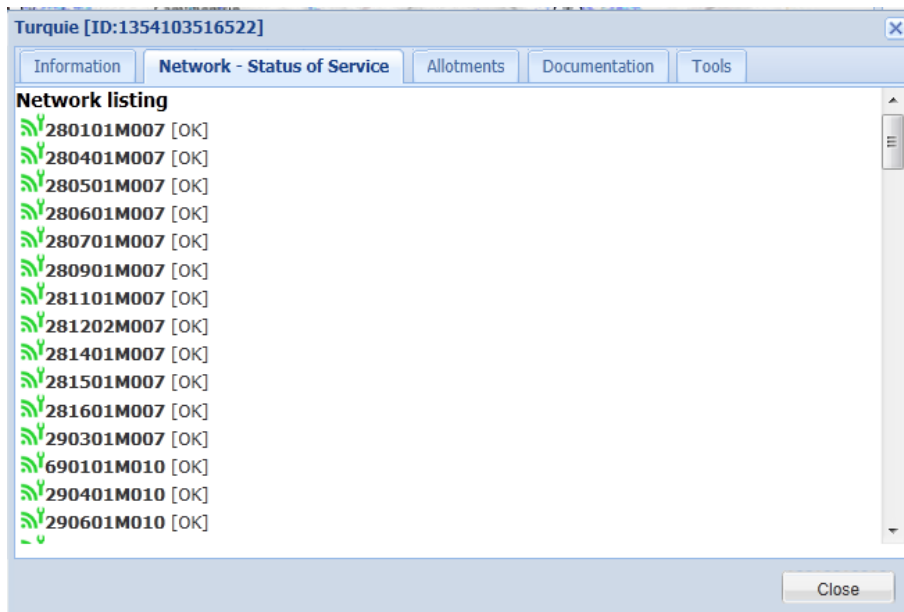 Turquie [ID:1354103516522]
Information Network - Status of Service Allotments Documentation Tools
Network listing
280101M007 [OK]
280401M007 [OK]
280501M007 [OK]
280601M007 [OK]
280701M007 [OK]
280901M007 [OK]
281101M007 [OK]
281202M007 [OK]
281401M007 [OK]
281501M007 [OK]
281601M007 [OK]
290301M007 [OK]
690101M010 [OK]
290401M010 [OK]
290601M010 [OK]
Close